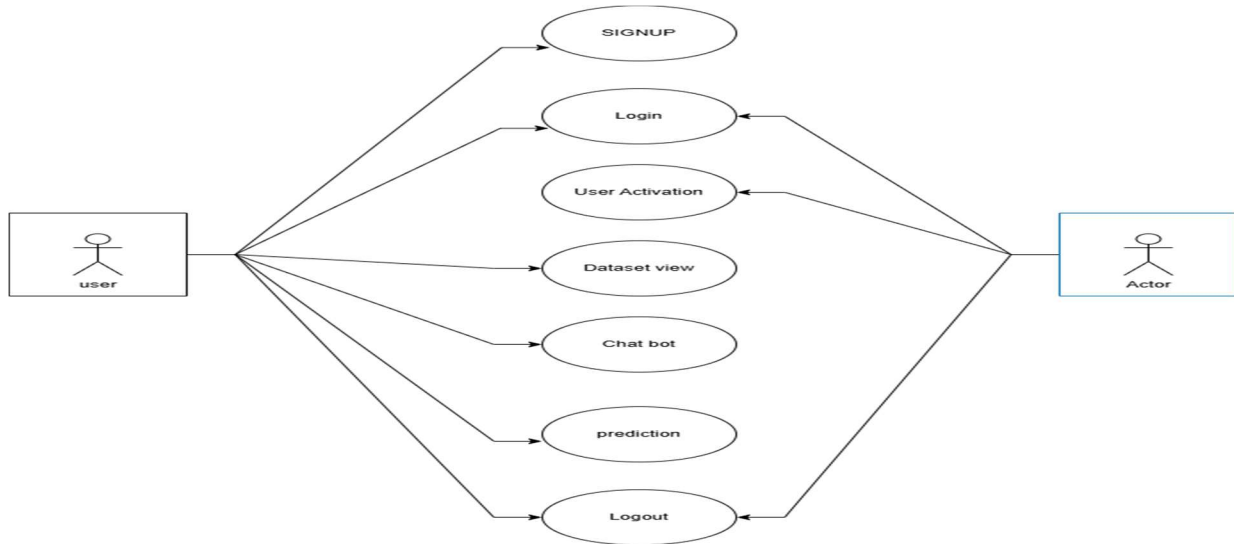 SIGNUP
Login
User Activation
user
Dataset view
Actor
Chat bot
prediction
Logout